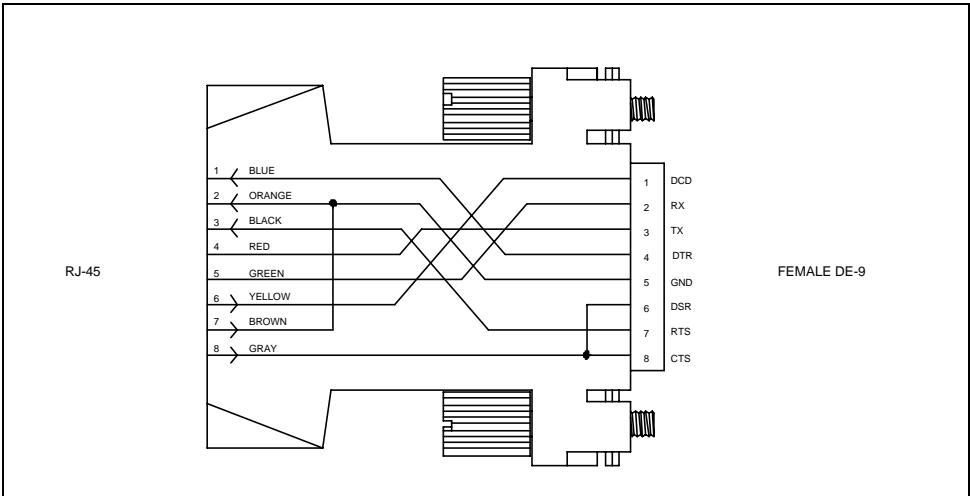 1 BLUE
2 ORANGE
3 BLACK
4 RED
5 GREEN
6 YELLOW
7 BROWN
8 GRAY
RJ-45
1 DCD
2 RX
3 TX
4 DTR
5 GND
6 DSR
7 RTS
8 CTS
FEMALE DE-9